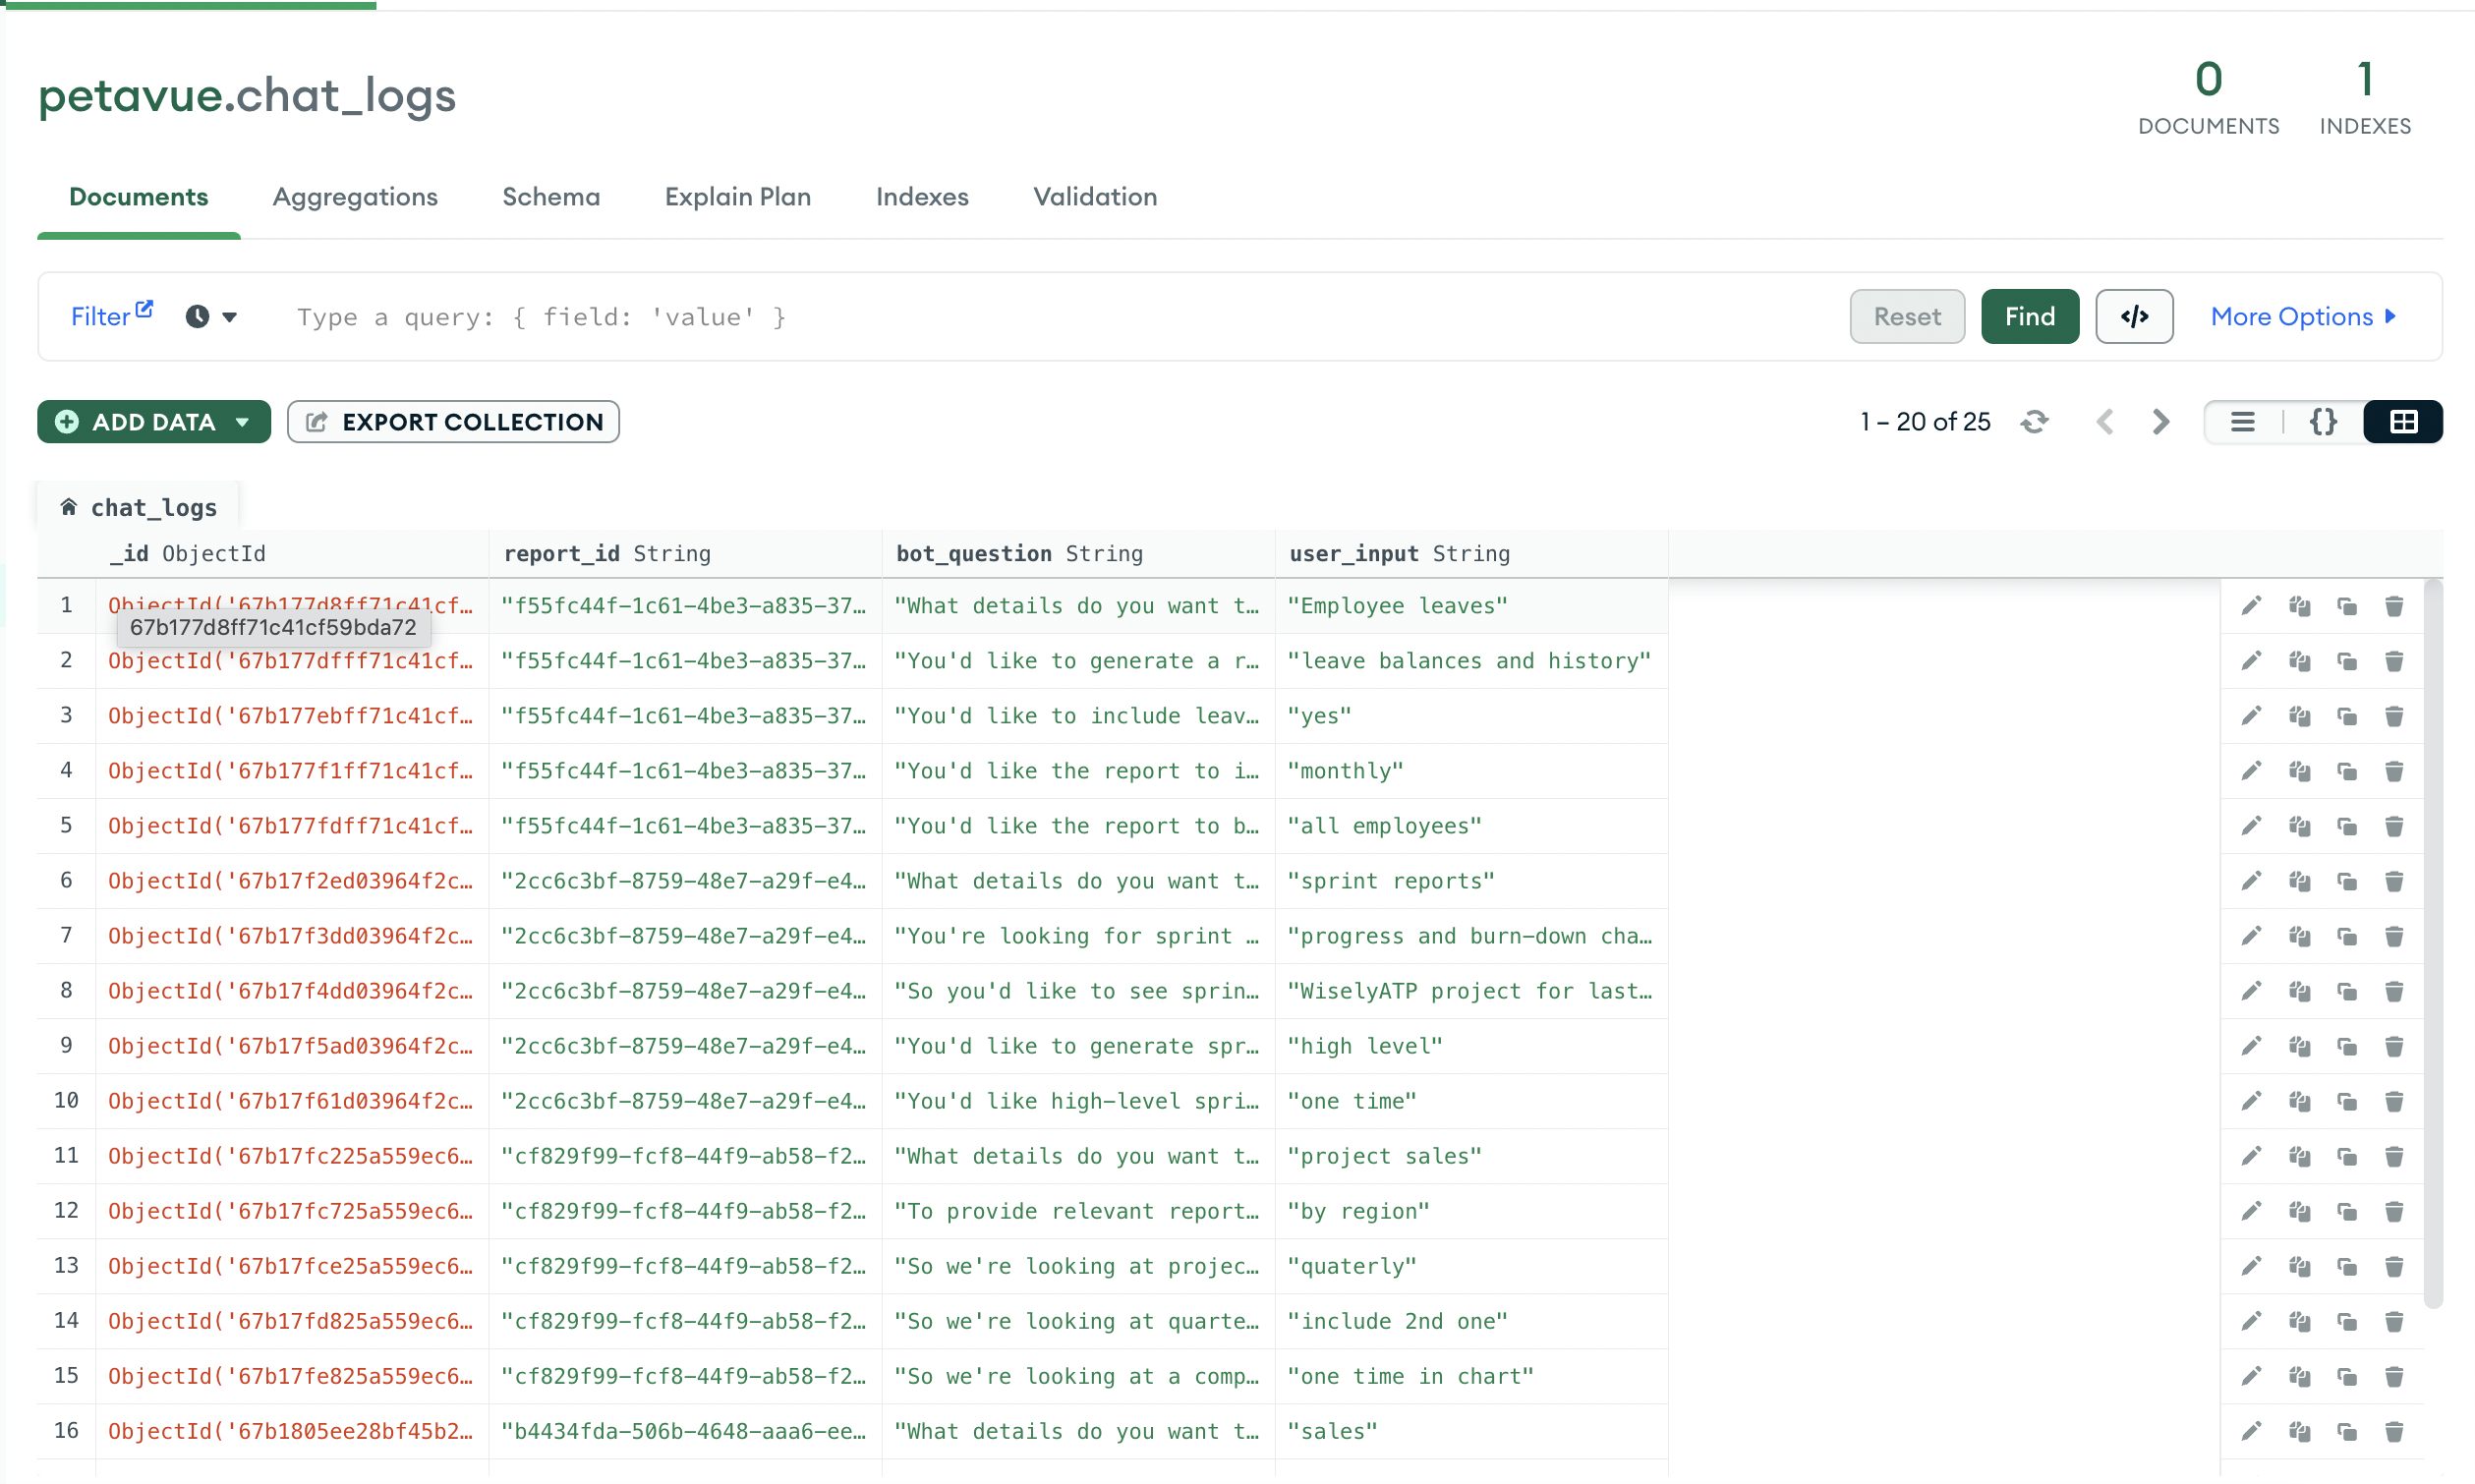 petavue.chat_logs
0 DOCUMENTS
1 INDEXES
Documents Aggregations Schema Explain Plan Indexes Validation
Filter Type a query: { field: 'value' } Reset Find </> More Options
ADD DATA EXPORT COLLECTION 1 – 20 of 25 {}
chat_logs
_id ObjectId report_id String bot_question String user_input String
1 ObjectId('67b177d8ff71c41cf… "f55fc44f-1c61-4be3-a835-37… "What details do you want t… "Employee leaves"
67b177d8ff71c41cf59bda72
2 ObjectId('67b177dfff71c41cf… "f55fc44f-1c61-4be3-a835-37… "You'd like to generate a r… "leave balances and history"
3 ObjectId('67b177ebff71c41cf… "f55fc44f-1c61-4be3-a835-37… "You'd like to include leav… "yes"
4 ObjectId('67b177f1ff71c41cf… "f55fc44f-1c61-4be3-a835-37… "You'd like the report to i… "monthly"
5 ObjectId('67b177fdff71c41cf… "f55fc44f-1c61-4be3-a835-37… "You'd like the report to b… "all employees"
6 ObjectId('67b17f2ed03964f2c… "2cc6c3bf-8759-48e7-a29f-e4… "What details do you want t… "sprint reports"
7 ObjectId('67b17f3dd03964f2c… "2cc6c3bf-8759-48e7-a29f-e4… "You're looking for sprint … "progress and burn-down cha…
8 ObjectId('67b17f4dd03964f2c… "2cc6c3bf-8759-48e7-a29f-e4… "So you'd like to see sprin… "WiselyATP project for last…
9 ObjectId('67b17f5ad03964f2c… "2cc6c3bf-8759-48e7-a29f-e4… "You'd like to generate spr… "high level"
10 ObjectId('67b17f61d03964f2c… "2cc6c3bf-8759-48e7-a29f-e4… "You'd like high-level spri… "one time"
11 ObjectId('67b17fc225a559ec6… "cf829f99-fcf8-44f9-ab58-f2… "What details do you want t… "project sales"
12 ObjectId('67b17fc725a559ec6… "cf829f99-fcf8-44f9-ab58-f2… "To provide relevant report… "by region"
13 ObjectId('67b17fce25a559ec6… "cf829f99-fcf8-44f9-ab58-f2… "So we're looking at projec… "quaterly"
14 ObjectId('67b17fd825a559ec6… "cf829f99-fcf8-44f9-ab58-f2… "So we're looking at quarte… "include 2nd one"
15 ObjectId('67b17fe825a559ec6… "cf829f99-fcf8-44f9-ab58-f2… "So we're looking at a comp… "one time in chart"
16 ObjectId('67b1805ee28bf45b2… "b4434fda-506b-4648-aaa6-ee… "What details do you want t… "sales"